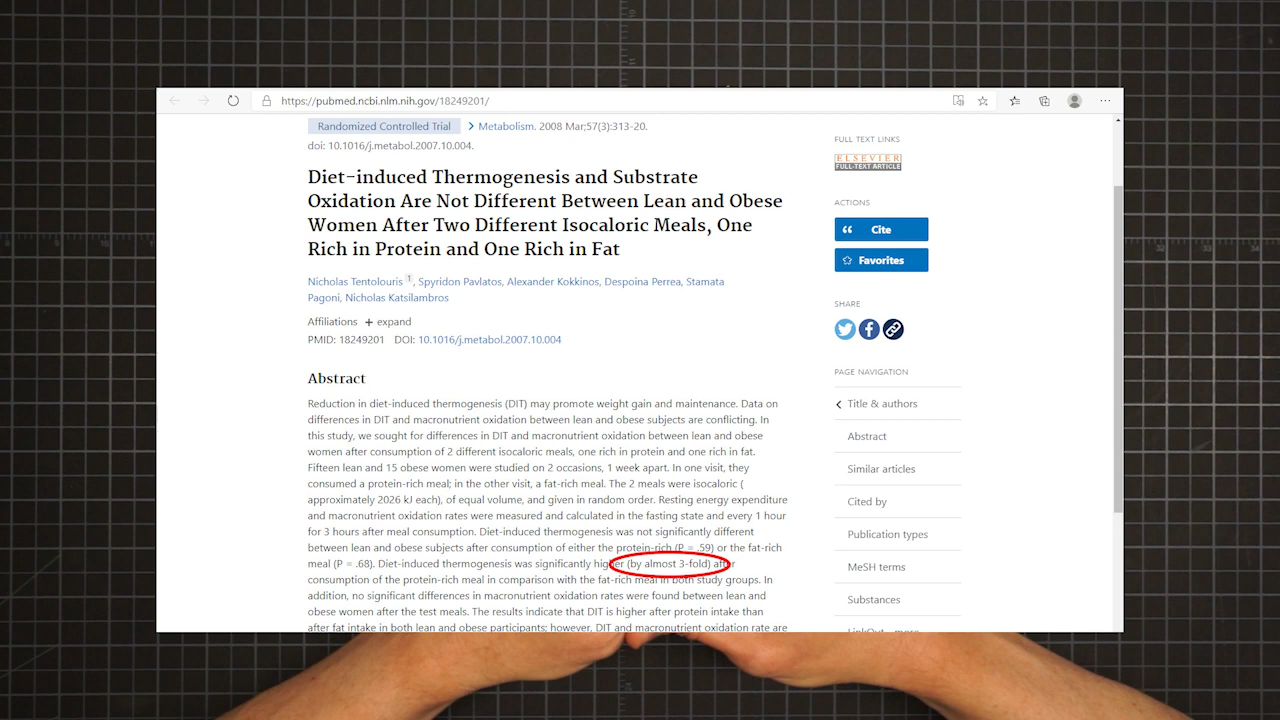 https://pubmed.ncbi.nlm.nih.gov/18249201/
Randomized Controlled Trial
Metabolism. 2008 Mar;57(3):313-20.
doi: 10.1016/j.metabol.2007.10.004.
Diet-induced Thermogenesis and Substrate
Oxidation Are Not Different Between Lean and Obese
Women After Two Different Isocaloric Meals, One
Rich in Protein and One Rich in Fat
Nicholas Tentolouris 1, Spyridon Pavlatos, Alexander Kokkinos, Despoina Perrea, Stamata
Pagoni, Nicholas Katsilambros
Affiliations + expand
PMID: 18249201 DOI: 10.1016/j.metabol.2007.10.004
Abstract
Reduction in diet-induced thermogenesis (DIT) may promote weight gain and maintenance. Data on
differences in DIT and macronutrient oxidation between lean and obese subjects are conflicting. In
this study, we sought for differences in DIT and macronutrient oxidation between lean and obese
women after consumption of 2 different isocaloric meals, one rich in protein and one rich in fat.
Fifteen lean and 15 obese women were studied on 2 occasions, 1 week apart. In one visit, they
consumed a protein-rich meal; in the other visit, a fat-rich meal. The 2 meals were isocaloric (
approximately 2026 kJ each), of equal volume, and given in random order. Resting energy expenditure
and macronutrient oxidation rates were measured and calculated in the fasting state and every 1 hour
for 3 hours after meal consumption. Diet-induced thermogenesis was not significantly different
between lean and obese subjects after consumption of either the protein-rich (P = .59) or the fat-rich
meal (P = .68). Diet-induced thermogenesis was significantly higher (by almost 3-fold) after
consumption of the protein-rich meal in comparison with the fat-rich meal in both study groups. In
addition, no significant differences in macronutrient oxidation rates were found between lean and
obese women after the test meals. The results indicate that DIT is higher after protein intake than
after fat intake in both lean and obese participants; however, DIT and macronutrient oxidation rate are
FULL TEXT LINKS
ELSEVIER
FULL-TEXT ARTICLE
ACTIONS
Cite
Favorites
SHARE
PAGE NAVIGATION
Title & authors
Abstract
Similar articles
Cited by
Publication types
MeSH terms
Substances
LinkOut - more